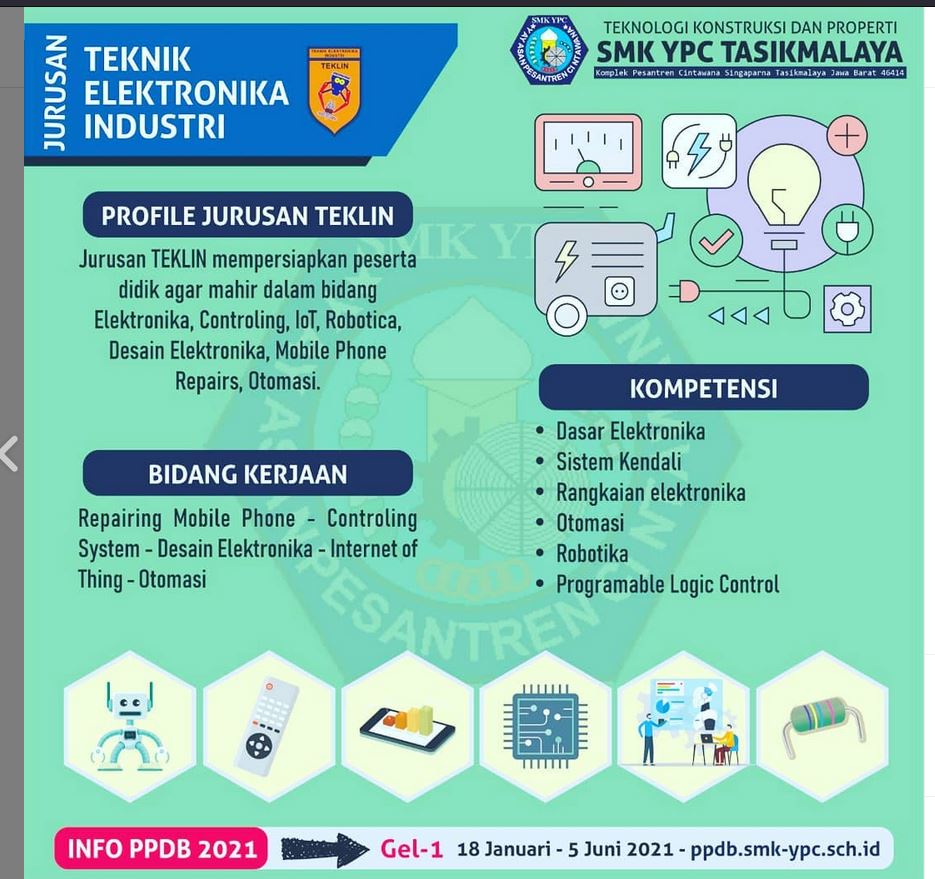 JURUSAN
TEKNIK
ELEKTRONIKA
INDUSTRI
TEKNIK ELEKTRONIKA
INDUSTRI
TEKLIN
SMK YPC
YAYASAN PESANTREN CINTAWANA
TEKNOLOGI KONSTRUKSI DAN PROPERTI
SMK YPC TASIKMALAYA
Komplek Pesantren Cintawana Singaparna Tasikmalaya Jawa Barat 46414
PROFILE JURUSAN TEKLIN
Jurusan TEKLIN mempersiapkan peserta
didik agar mahir dalam bidang
Elektronika, Controling, IoT, Robotica,
Desain Elektronika, Mobile Phone
Repairs, Otomasi.
BIDANG KERJAAN
Repairing Mobile Phone - Controling
System - Desain Elektronika - Internet of
Thing - Otomasi
KOMPETENSI
• Dasar Elektronika
• Sistem Kendali
• Rangkaian elektronika
• Otomasi
• Robotika
• Programable Logic Control
INFO PPDB 2021
Gel-1 18 Januari - 5 Juni 2021 - ppdb.smk-ypc.sch.id